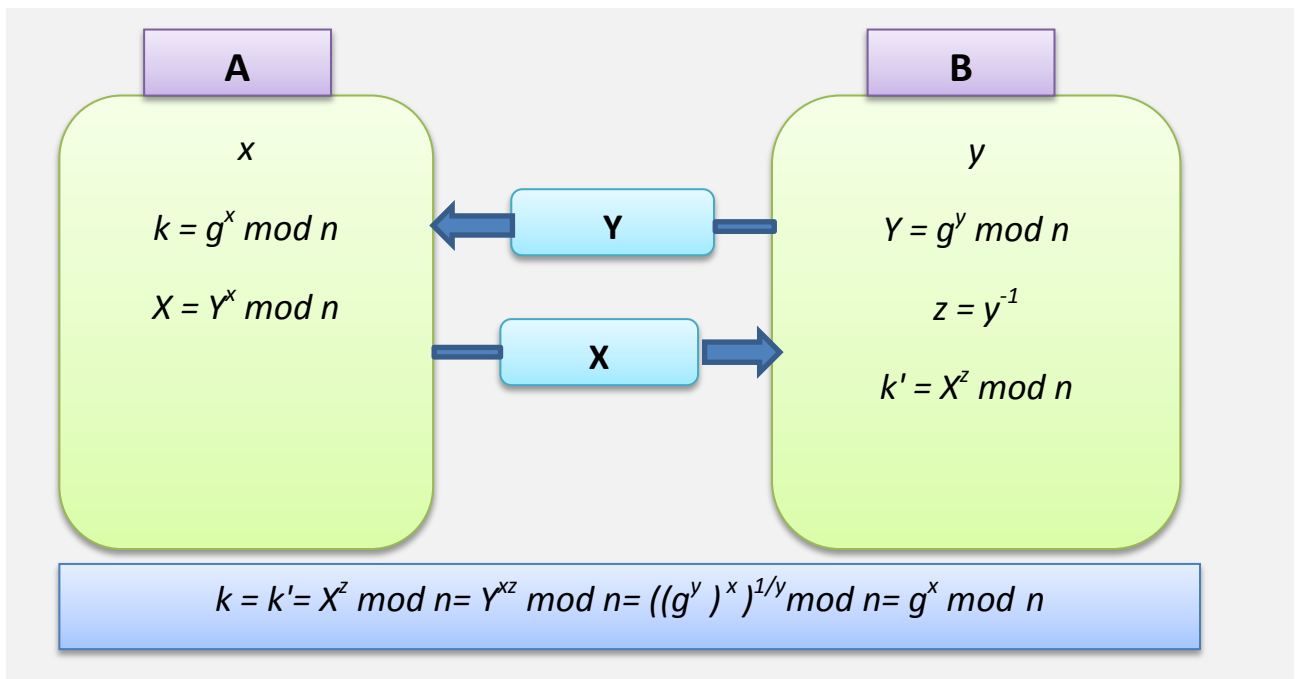 A
x
k = g^x mod n
X = Y^x mod n
Y
X
B
y
Y = g^y mod n
z = y^-1
k' = X^z mod n
k = k'= X^z mod n= Y^xz mod n= ((g^y )^x )^1/y mod n= g^x mod n